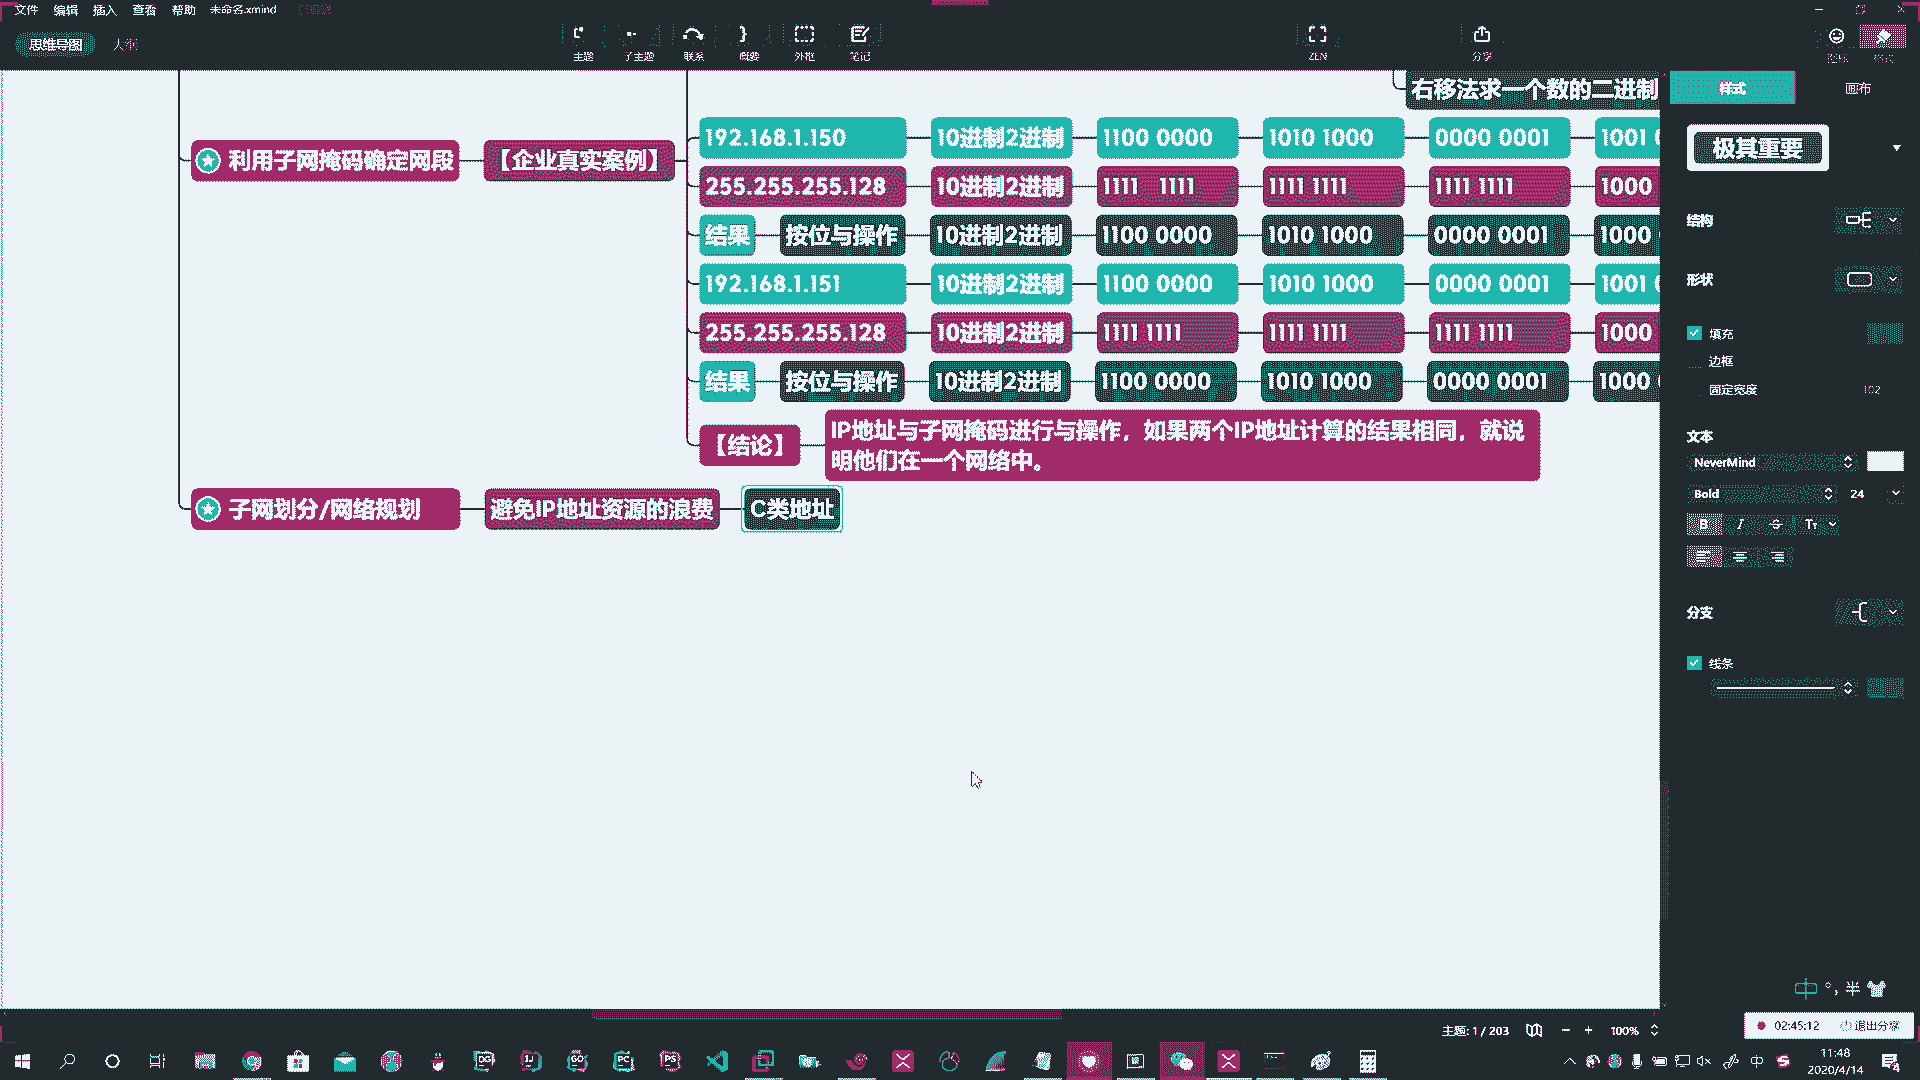 文件 编辑 插入 查看 帮助 未命名.xmind
思维导图 大纲
主题 子主题 联系 概要 外框 笔记 ZEN 分享 图标 格式
样式 画布
右移法求一个数的二进制
利用子网掩码确定网段 【企业真实案例】
192.168.1.150 10进制2进制 1100 0000 1010 1000 0000 0001 1001
255.255.255.128 10进制2进制 1111 1111 1111 1111 1111 1111 1000
结果 按位与操作 10进制2进制 1100 0000 1010 1000 0000 0001 1000
192.168.1.151 10进制2进制 1100 0000 1010 1000 0000 0001 1001
255.255.255.128 10进制2进制 1111 1111 1111 1111 1111 1111 1000
结果 按位与操作 10进制2进制 1100 0000 1010 1000 0000 0001 1000
【结论】 IP地址与子网掩码进行与操作，如果两个IP地址计算的结果相同，就说
明他们在一个网络中。
子网划分/网络规划 避免IP地址资源的浪费 C类地址
极其重要
结构
形状
填充
边框
固定宽度 102
文本
NeverMind
Bold 24
B I S Tт
分支
线条
中 °, 半
主题: 1 / 203 100%
02:45:12 退出分享
DG IJ GO PC PS
中
11:48
2020/4/14
4